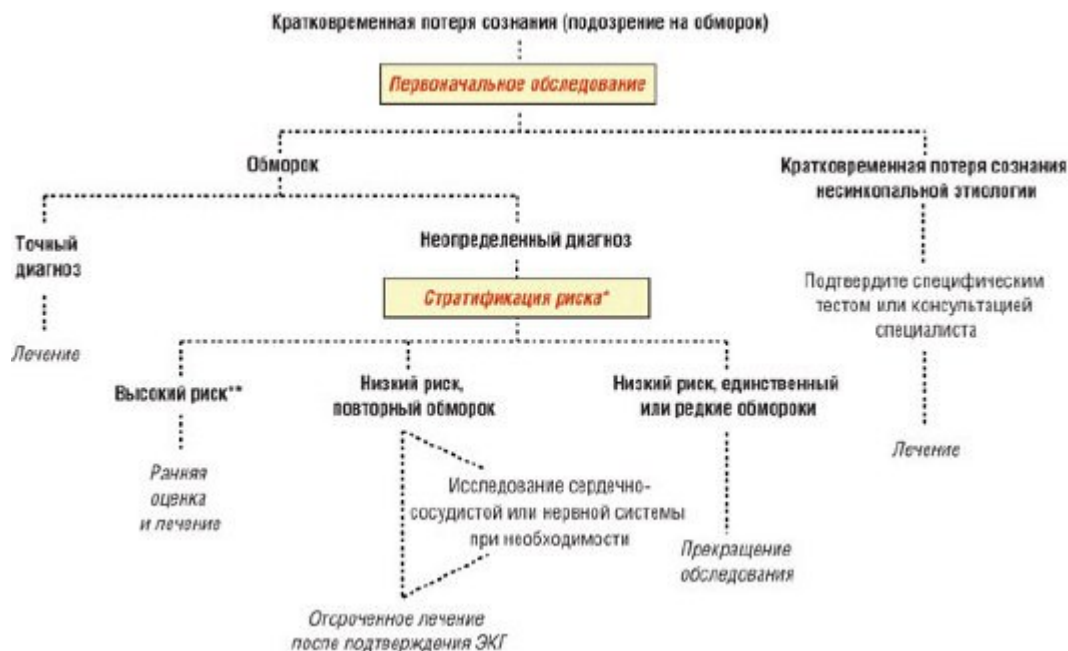 Кратковременная потеря сознания (подозрение на обморок)
Первоначальное обследование
Обморок
Кратковременная потеря сознания
несинкопальной этиологии
Точный
диагноз
Неопределенный диагноз
Подтвердите специфическим
тестом или консультацией
специалиста
Стратификация риска*
Лечение
Высокий риск**
Низкий риск,
повторный обморок
Низкий риск, единственный
или редкие обмороки
Лечение
Ранняя
оценка
и лечение
Исследование сердечно-
сосудистой или нервной системы
при необходимости
Прекращение
обследования
Отсроченное лечение
после подтверждения ЭКГ